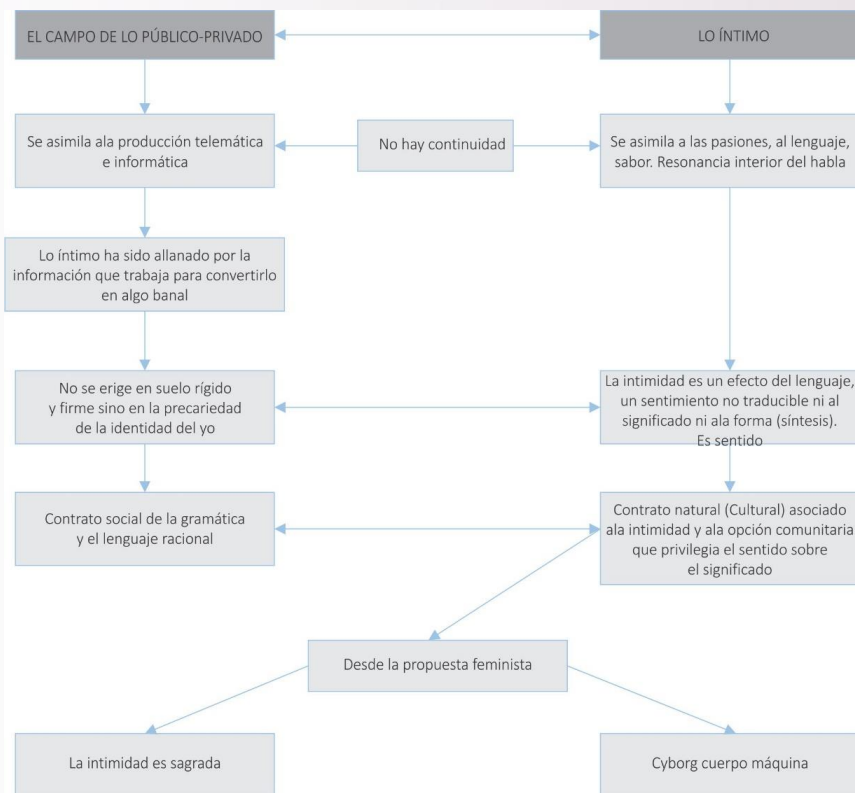 EL CAMPO DE LO PÚBLICO-PRIVADO
LO ÍNTIMO
Se asimila ala producción telemática
e informática
No hay continuidad
Se asimila a las pasiones, al lenguaje,
sabor. Resonancia interior del habla
Lo íntimo ha sido allanado por la
información que trabaja para convertirlo
en algo banal
No se erige en suelo rígido
y firme sino en la precariedad
de la identidad del yo
La intimidad es un efecto del lenguaje,
un sentimiento no traducible ni al
significado ni ala forma (síntesis).
Es sentido
Contrato social de la gramática
y el lenguaje racional
Contrato natural (Cultural) asociado
ala intimidad y ala opción comunitaria
que privilegia el sentido sobre
el significado
Desde la propuesta feminista
La intimidad es sagrada
Cyborg cuerpo máquina